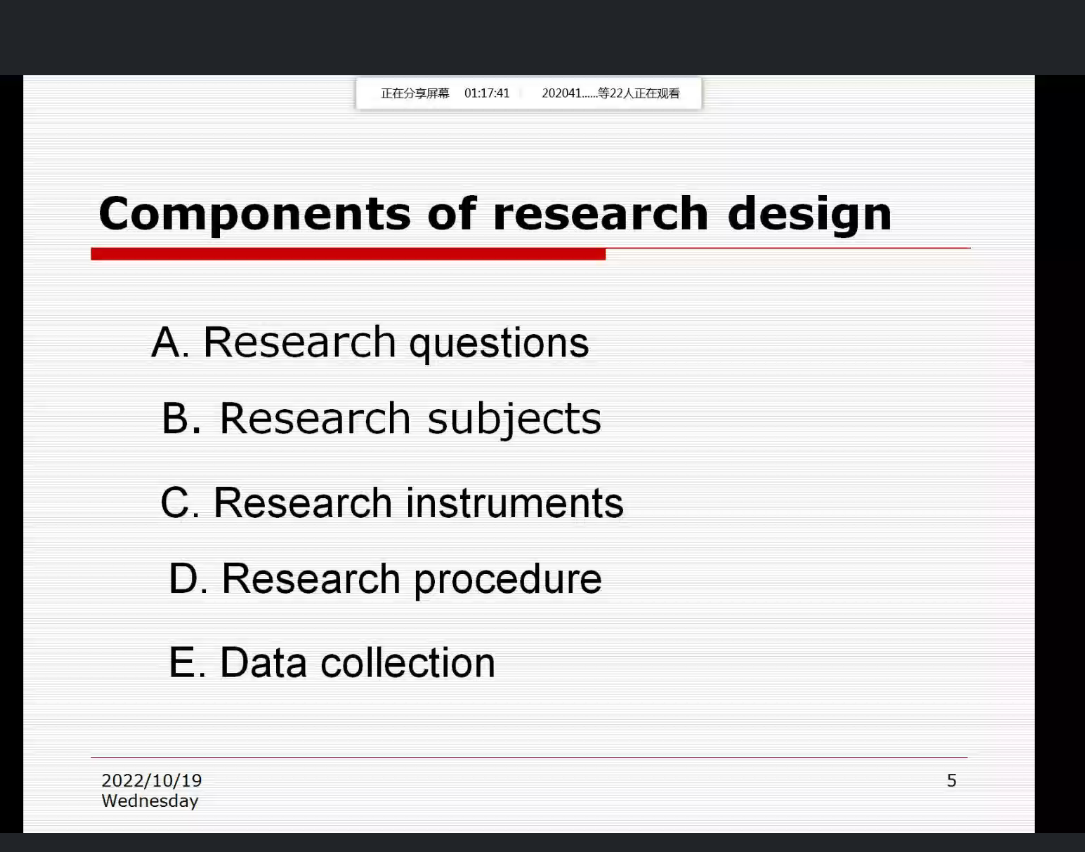 正在分享屏幕 01:17:41 202041......等22人正在观看
Components of research design
A. Research questions
B. Research subjects
C. Research instruments
D. Research procedure
E. Data collection
2022/10/19
Wednesday
5